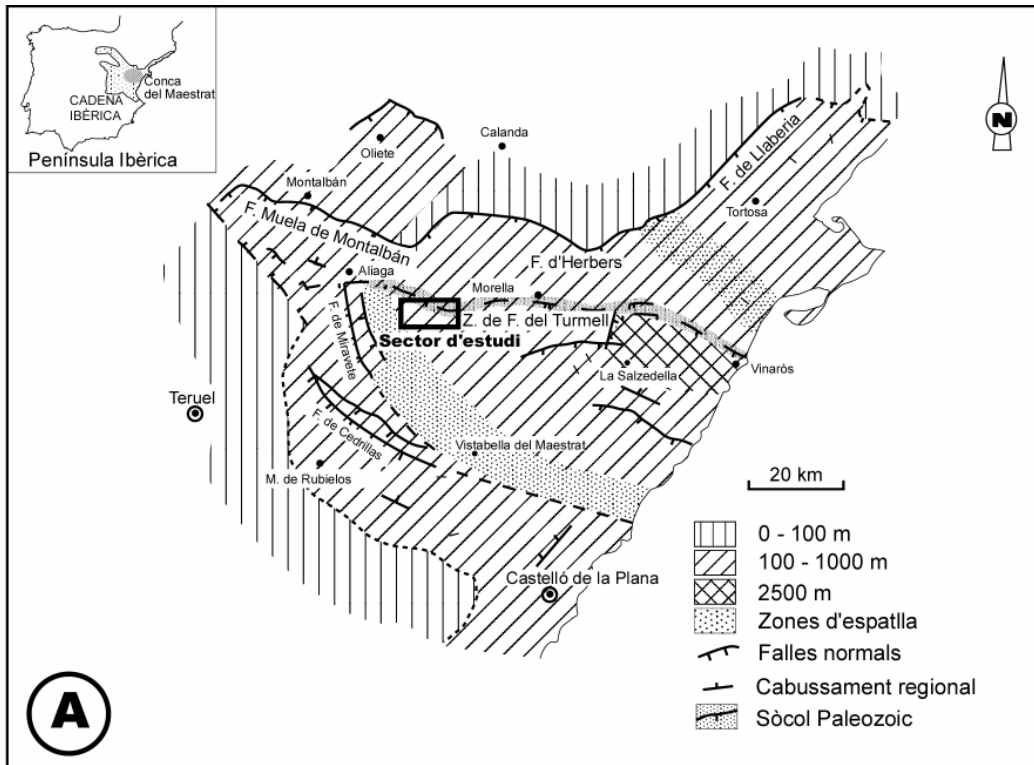 Conca
del Maestrat
CADENA
IBÈRICA
Península Ibèrica
N
Calanda
Oliete
Montalbán
F. de Llaberia
Tortosa
F. Muela de Montalbán
F. d'Herbers
Aliaga
Morella
Z. de F. del Turmell
Sector d'estudi
F. de Miravete
La Salzedella
Vinaròs
Teruel
F. de Cedrillas
Vistabella del Maestrat
M. de Rubielos
20 km
Castelló de la Plana
0 - 100 m
100 - 1000 m
2500 m
Zones d'espatlla
Falles normals
Cabussament regional
Sòcol Paleozoic
A